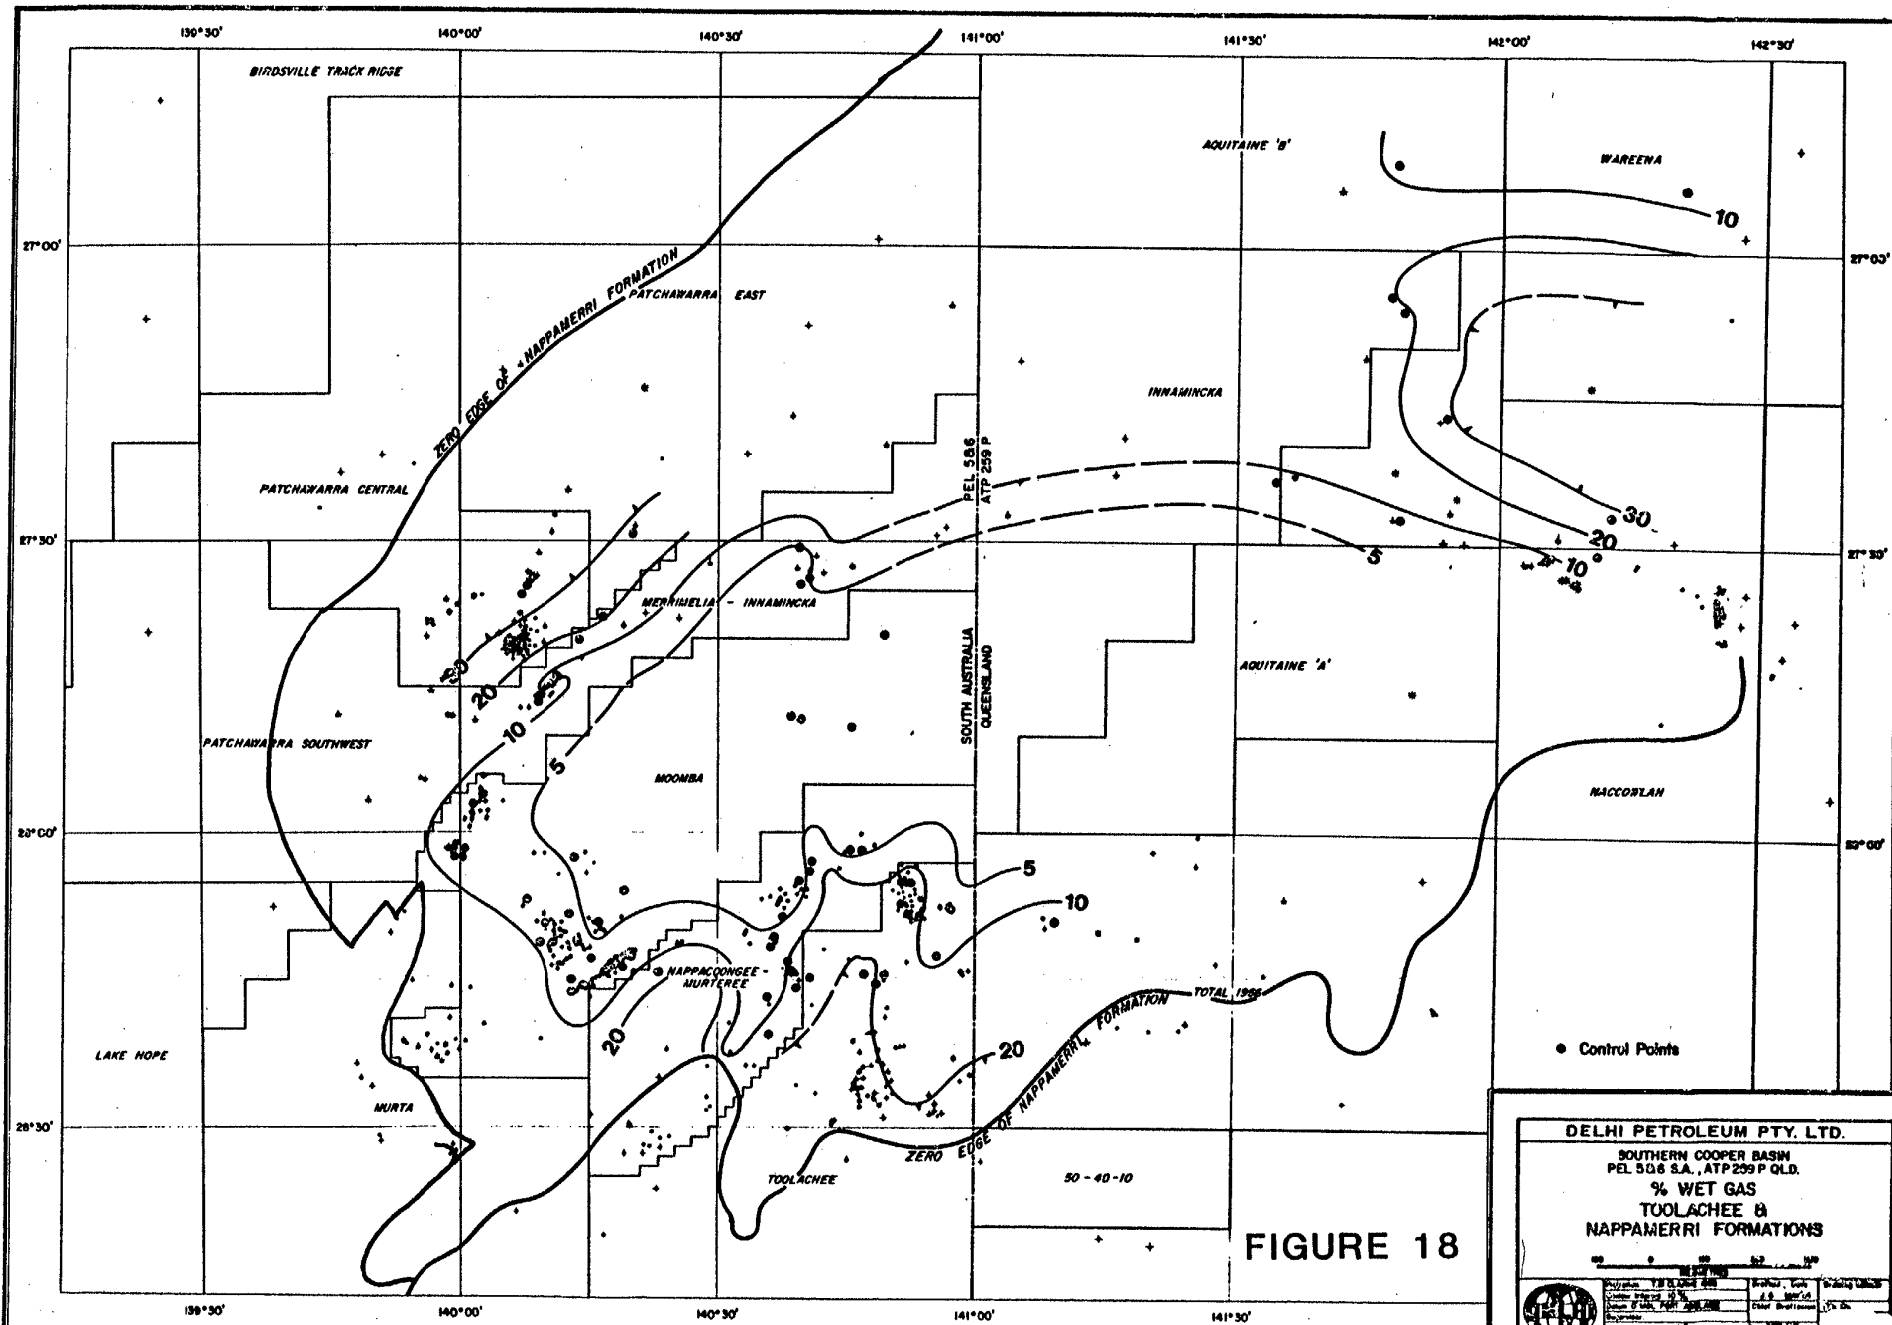 139°30' 140°00' 140°30' 141°00' 141°30' 142°00' 142°30'
BIRDSVILLE TRACK RIDGE
AQUITAINE 'B'
WAREENA
10
27°00' 27°00'
ZERO EDGE OF NAPPAMERRI FORMATION
PATCHAWARRA EAST
INNAMINCKA
PEL 5&6
ATP 259 P
PATCHAWARRA CENTRAL
30
20
10
5
27°30' 27°30'
MERRIMELIA - INNAMINCKA
SOUTH AUSTRALIA
QUEENSLAND
AQUITAINE 'A'
20
10
5
PATCHAWARRA SOUTHWEST
MOOMBA
NACCOWLAH
28°00'
5
10
NAPPACOONGEE -
MURTEREE
20
20
TOTAL 1966
ZERO EDGE OF NAPPAMERRI FORMATION
LAKE HOPE
● Control Points
MURTA
28°30'
TOOLACHEE
50-40-10
FIGURE 18
139°30' 140°00' 140°30' 141°00' 141°30'
DELHI PETROLEUM PTY. LTD.
SOUTHERN COOPER BASIN
PEL 5&6 S.A., ATP 259 P QLD.
% WET GAS
TOOLACHEE &
NAPPAMERRI FORMATIONS